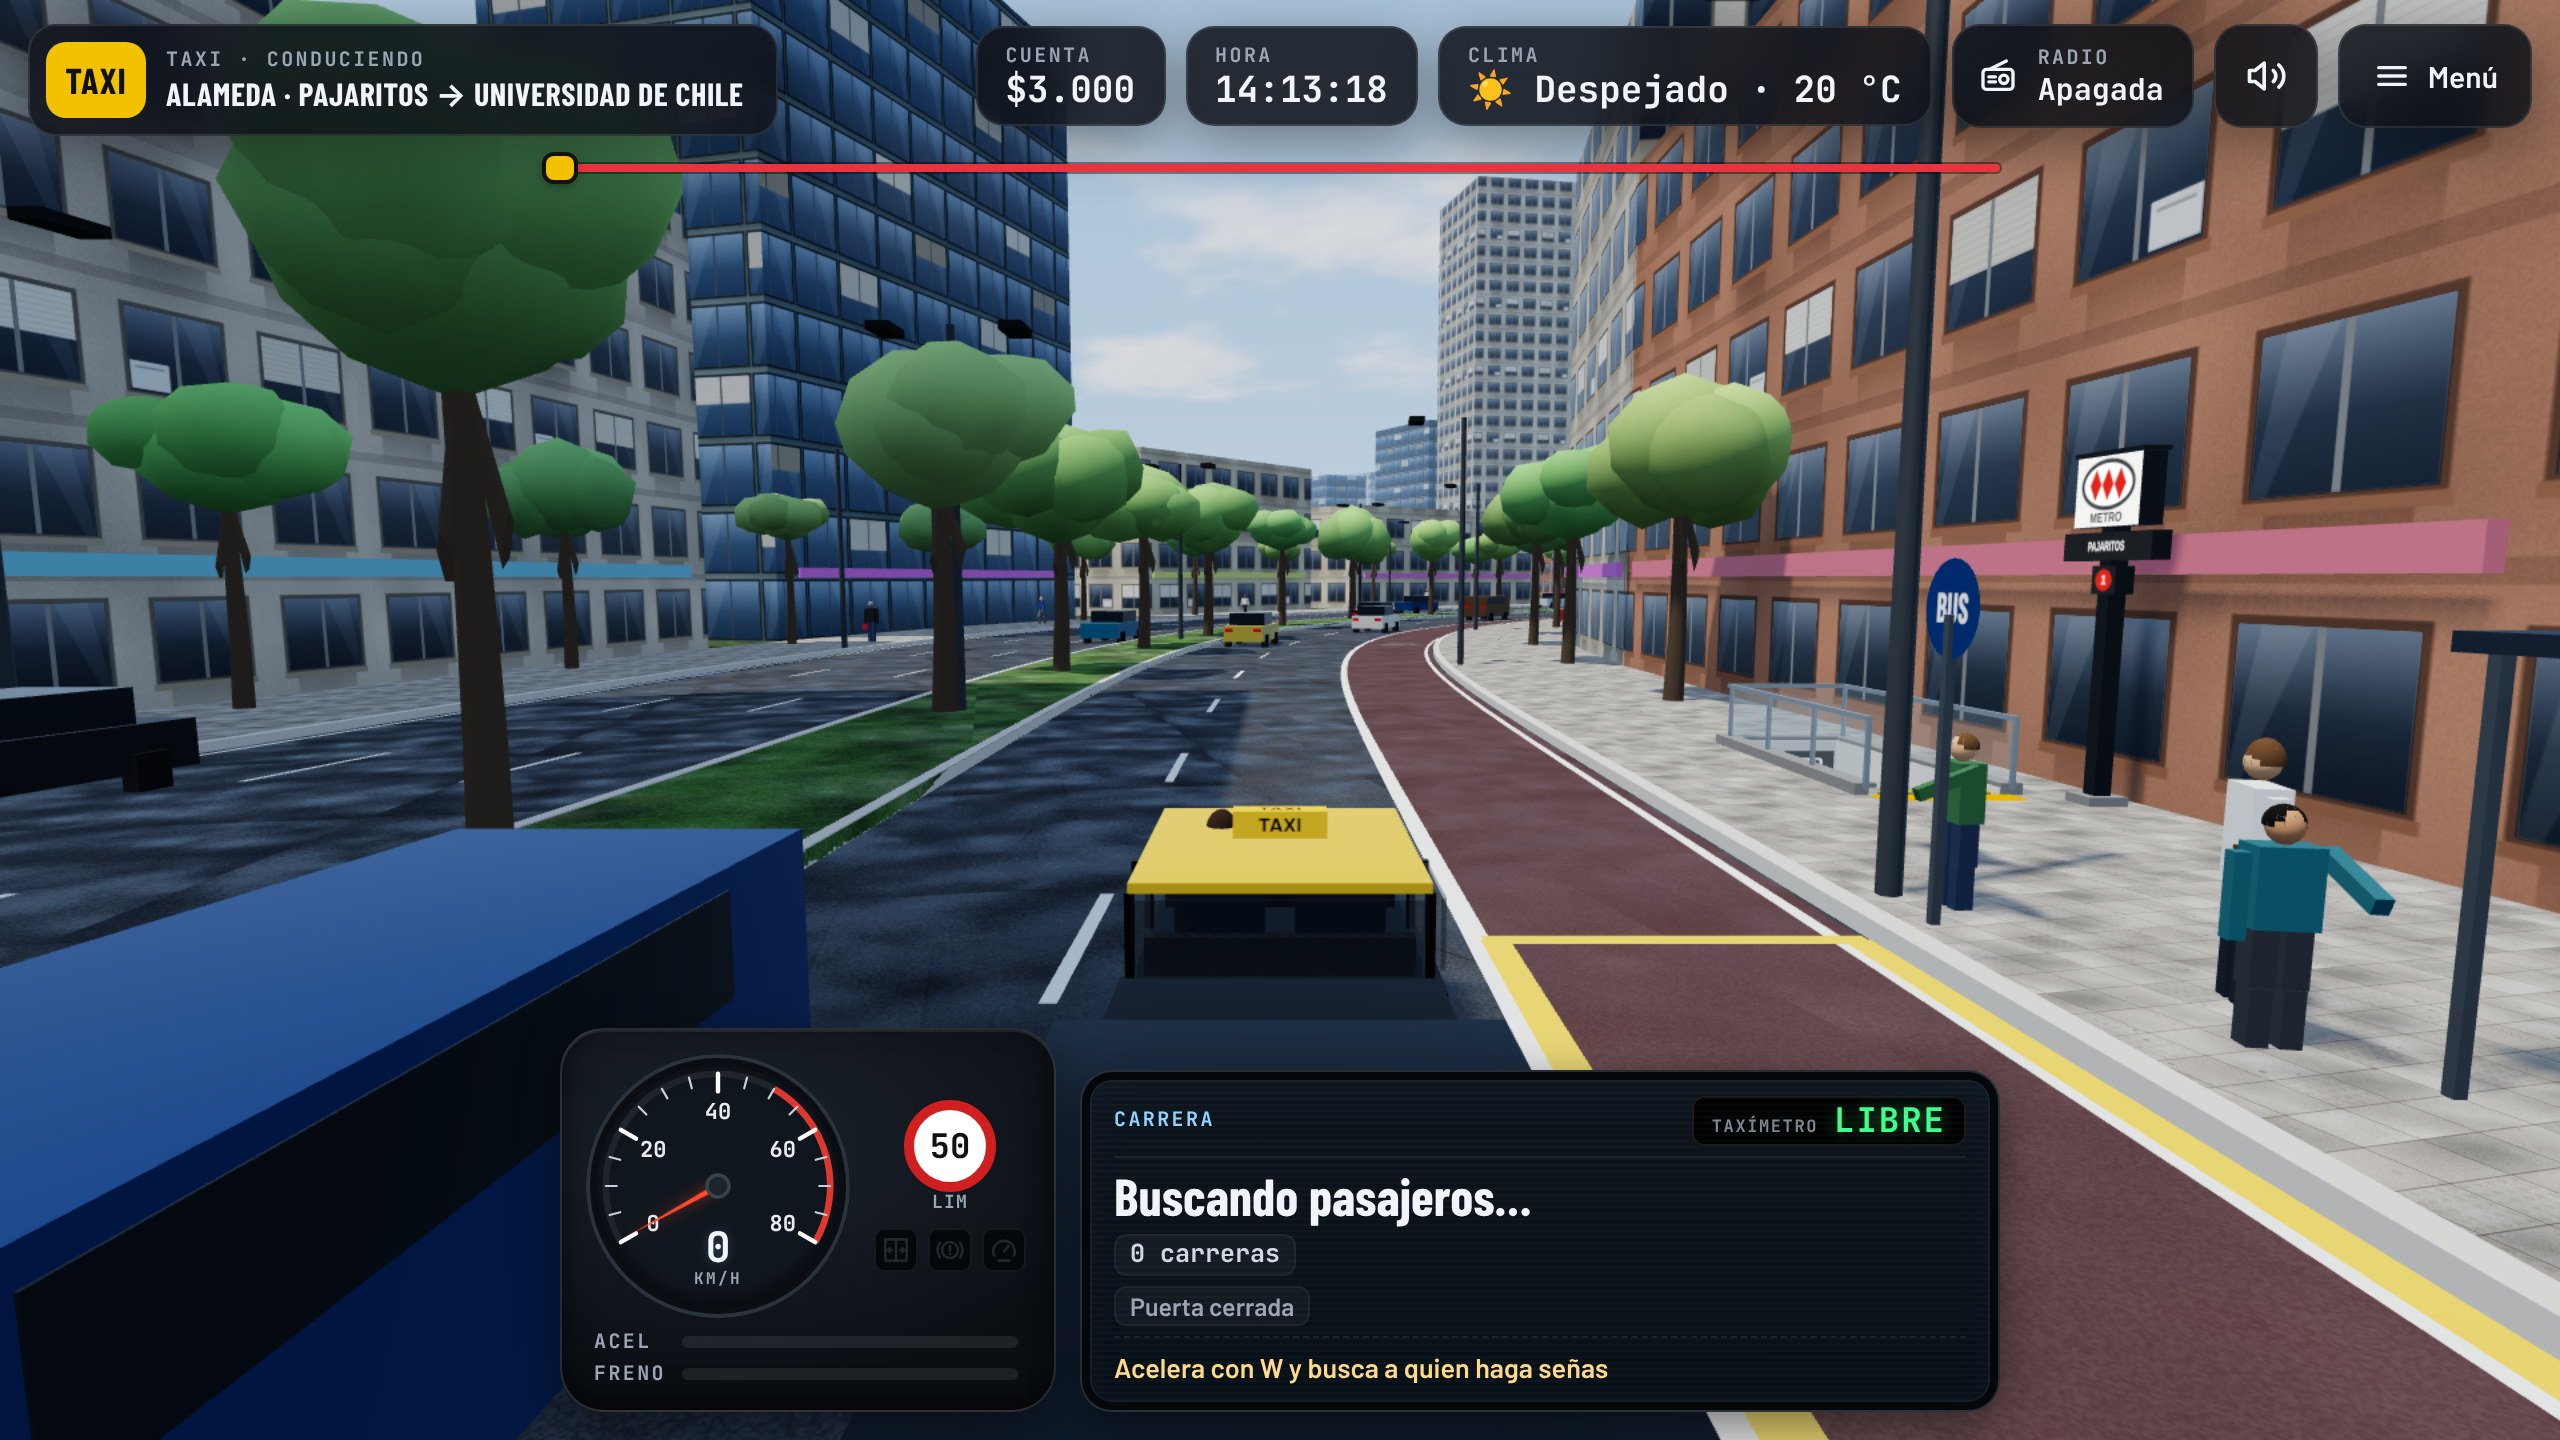 TAXI
TAXI · CONDUCIENDO
ALAMEDA · PAJARITOS → UNIVERSIDAD DE CHILE
CUENTA
$3.000
HORA
14:13:18
CLIMA
Despejado · 20 °C
RADIO
Apagada
Menú
METRO
PAJARITOS
1
BUS
TAXI
40
20
60
0
80
0
KM/H
50
LIM
ACEL
FRENO
CARRERA
TAXÍMETRO LIBRE
Buscando pasajeros...
0 carreras
Puerta cerrada
Acelera con W y busca a quien haga señas